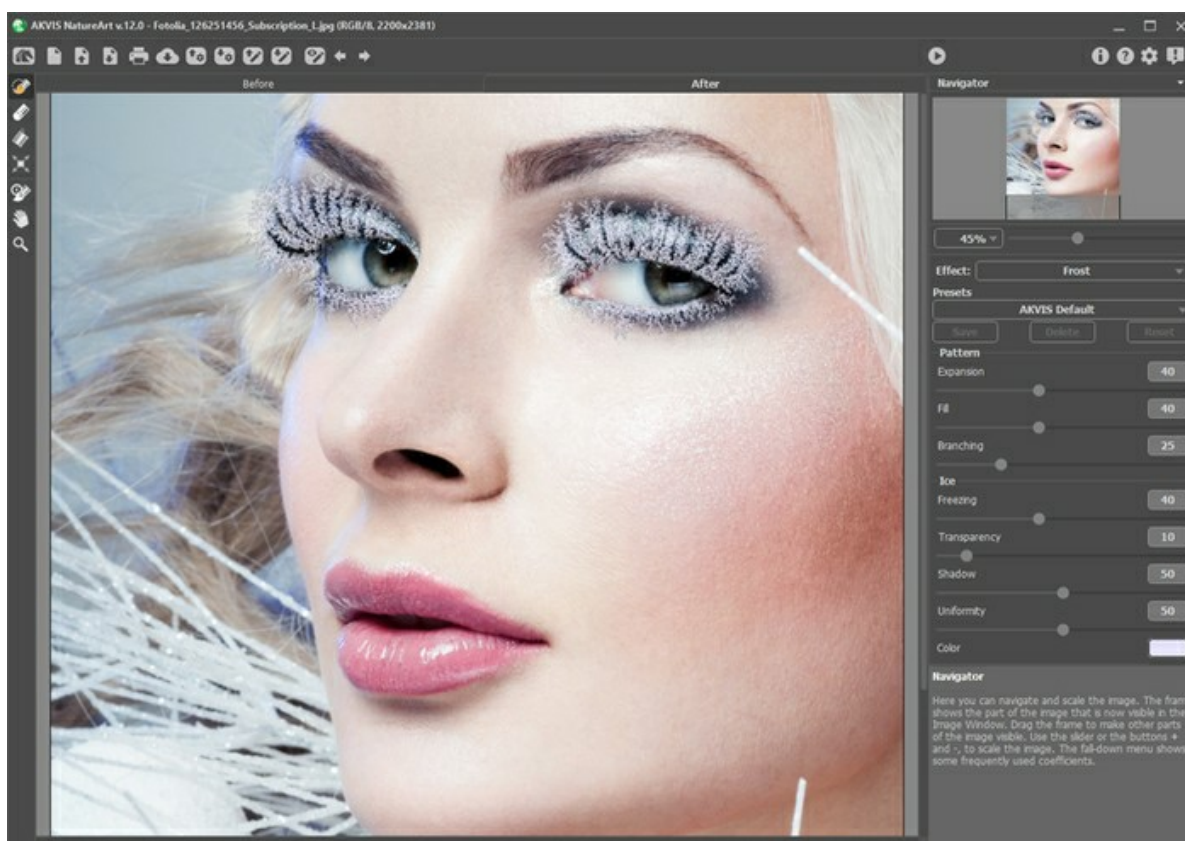 AKVIS NatureArt v.12.0 - Fotolia_126251456_Subscription_L.jpg (RGB/8, 2200x2381)
Before
After
Navigator
45%
Effect: Frost
Presets
AKVIS Default
Save Delete Reset
Pattern
Expansion 40
Fill 40
Branching 25
Ice
Freezing 40
Transparency 10
Shadow 50
Uniformity 50
Color
Navigator
Here you can navigate and scale the image. The fram
shows the part of the image that is now visible in the
Image Window. Drag the frame to make other parts
of the image visible. Use the slider or the buttons +
and -, to scale the image. The fall-down menu shows
some frequently used coefficients.